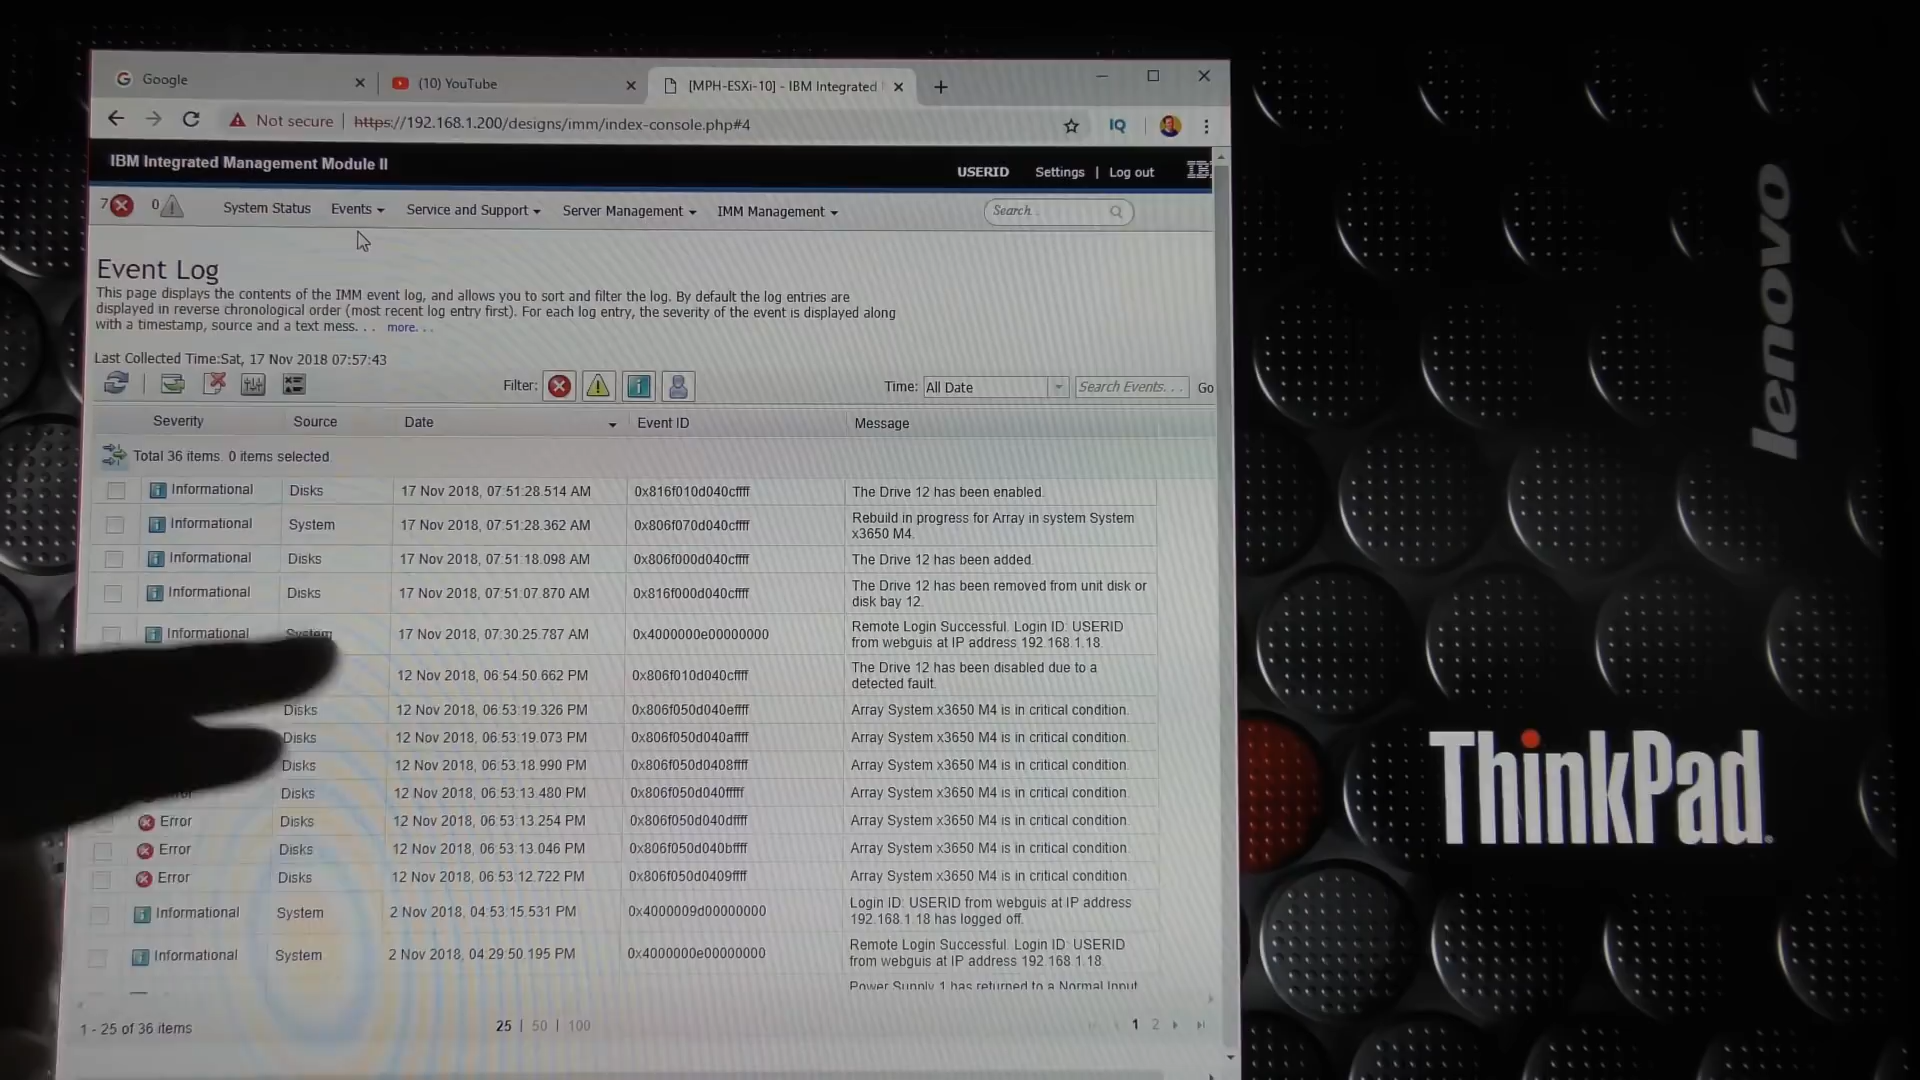 Google
(10) YouTube
[MPH-ESXi-10] - IBM Integrated
Not secure | https://192.168.1.200/designs/imm/index-console.php#4
IQ
IBM Integrated Management Module II
USERID Settings | Log out
7 0 System Status Events Service and Support Server Management IMM Management Search...
Event Log
This page displays the contents of the IMM event log, and allows you to sort and filter the log. By default the log entries are
displayed in reverse chronological order (most recent log entry first). For each log entry, the severity of the event is displayed along
with a timestamp, source and a text mess. . . more. . .
Last Collected Time:Sat, 17 Nov 2018 07:57:43
Filter: Time: All Date Search Events. . . Go
Severity Source Date Event ID Message
Total 36 items. 0 items selected.
Informational Disks 17 Nov 2018, 07:51:28.514 AM 0x816f010d040cffff The Drive 12 has been enabled.
Informational System 17 Nov 2018, 07:51:28.362 AM 0x806f070d040cffff Rebuild in progress for Array in system System
x3650 M4.
Informational Disks 17 Nov 2018, 07:51:18.098 AM 0x806f000d040cffff The Drive 12 has been added.
Informational Disks 17 Nov 2018, 07:51:07.870 AM 0x816f000d040cffff The Drive 12 has been removed from unit disk or
disk bay 12.
Informational System 17 Nov 2018, 07:30:25.787 AM 0x4000000e00000000 Remote Login Successful. Login ID: USERID
from webguis at IP address 192.168.1.18.
12 Nov 2018, 06:54:50.662 PM 0x806f010d040cffff The Drive 12 has been disabled due to a
detected fault.
Disks 12 Nov 2018, 06:53:19.326 PM 0x806f050d040effff Array System x3650 M4 is in critical condition.
Disks 12 Nov 2018, 06:53:19.073 PM 0x806f050d040affff Array System x3650 M4 is in critical condition.
Disks 12 Nov 2018, 06:53:18.990 PM 0x806f050d0408ffff Array System x3650 M4 is in critical condition.
Error Disks 12 Nov 2018, 06:53:13.480 PM 0x806f050d040fffff Array System x3650 M4 is in critical condition.
Error Disks 12 Nov 2018, 06:53:13.254 PM 0x806f050d040dffff Array System x3650 M4 is in critical condition.
Error Disks 12 Nov 2018, 06:53:13.046 PM 0x806f050d040bffff Array System x3650 M4 is in critical condition.
Error Disks 12 Nov 2018, 06:53:12.722 PM 0x806f050d0409ffff Array System x3650 M4 is in critical condition.
Informational System 2 Nov 2018, 04:53:15.531 PM 0x4000009d00000000 Login ID: USERID from webguis at IP address
192.168.1.18 has logged off.
Informational System 2 Nov 2018, 04:29:50.195 PM 0x4000000e00000000 Remote Login Successful. Login ID: USERID
from webguis at IP address 192.168.1.18.
Power Supply 1 has returned to a Normal Input
1 - 25 of 36 items 25 | 50 | 100 1 2
lenovo
ThinkPad